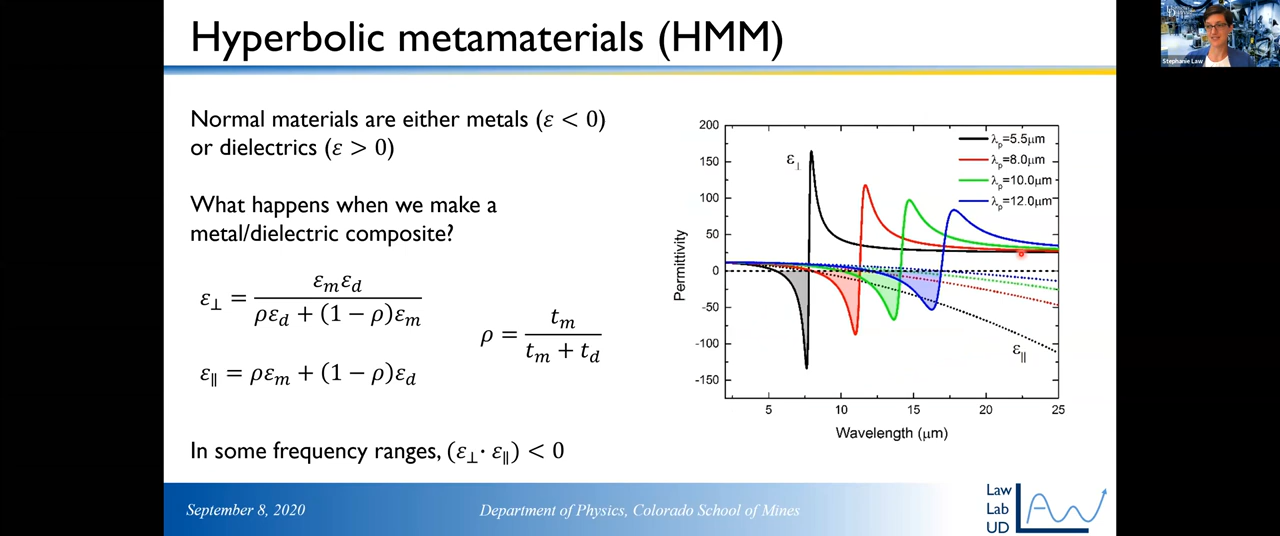 Hyperbolic metamaterials (HMM)
Stephanie Law
Normal materials are either metals (ε < 0)
or dielectrics (ε > 0)
What happens when we make a
metal/dielectric composite?
ε⊥ = εmεd / (ρεd + (1 − ρ)εm)
ρ = tm / (tm + td)
ε∥ = ρεm + (1 − ρ)εd
In some frequency ranges, (ε⊥· ε∥) < 0
200
150
100
50
0
-50
-100
-150
Permittivity
ε⊥
λp=5.5μm
λp=8.0μm
λp=10.0μm
λp=12.0μm
ε||
5 10 15 20 25
Wavelength (μm)
September 8, 2020
Department of Physics, Colorado School of Mines
Law
Lab
UD